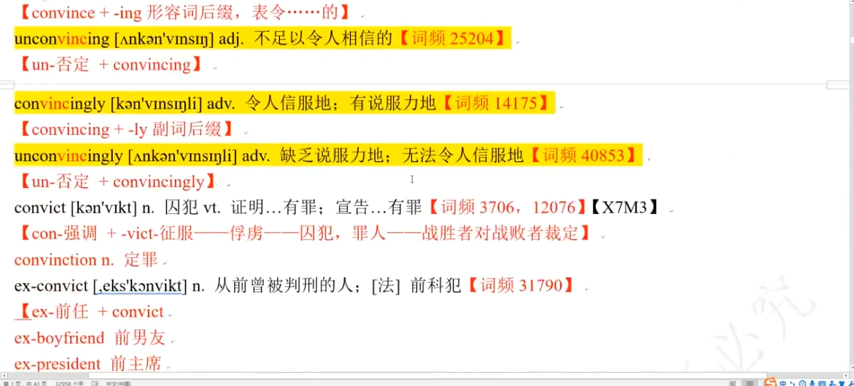 【convince + -ing 形容词后缀，表令……的】
unconvincing [ʌnkən'vɪnsɪŋ] adj. 不足以令人相信的【词频 25204】
【un-否定 + convincing】
convincingly [kən'vɪnsɪŋli] adv. 令人信服地；有说服力地【词频 14175】
【convincing + -ly 副词后缀】
unconvincingly [ʌnkən'vɪnsɪŋli] adv. 缺乏说服力地；无法令人信服地【词频 40853】
【un-否定 + convincingly】
convict [kən'vɪkt] n. 囚犯 vt. 证明…有罪；宣告…有罪【词频 3706，12076】【X7M3】
【con-强调 + -vict-征服——俘虏——囚犯，罪人——战胜者对战败者裁定】
convinction n. 定罪
ex-convict [,eks'kɔnvikt] n. 从前曾被判刑的人；[法] 前科犯【词频 31790】
【ex-前任 + convict】
ex-boyfriend 前男友
ex-president 前主席
必究